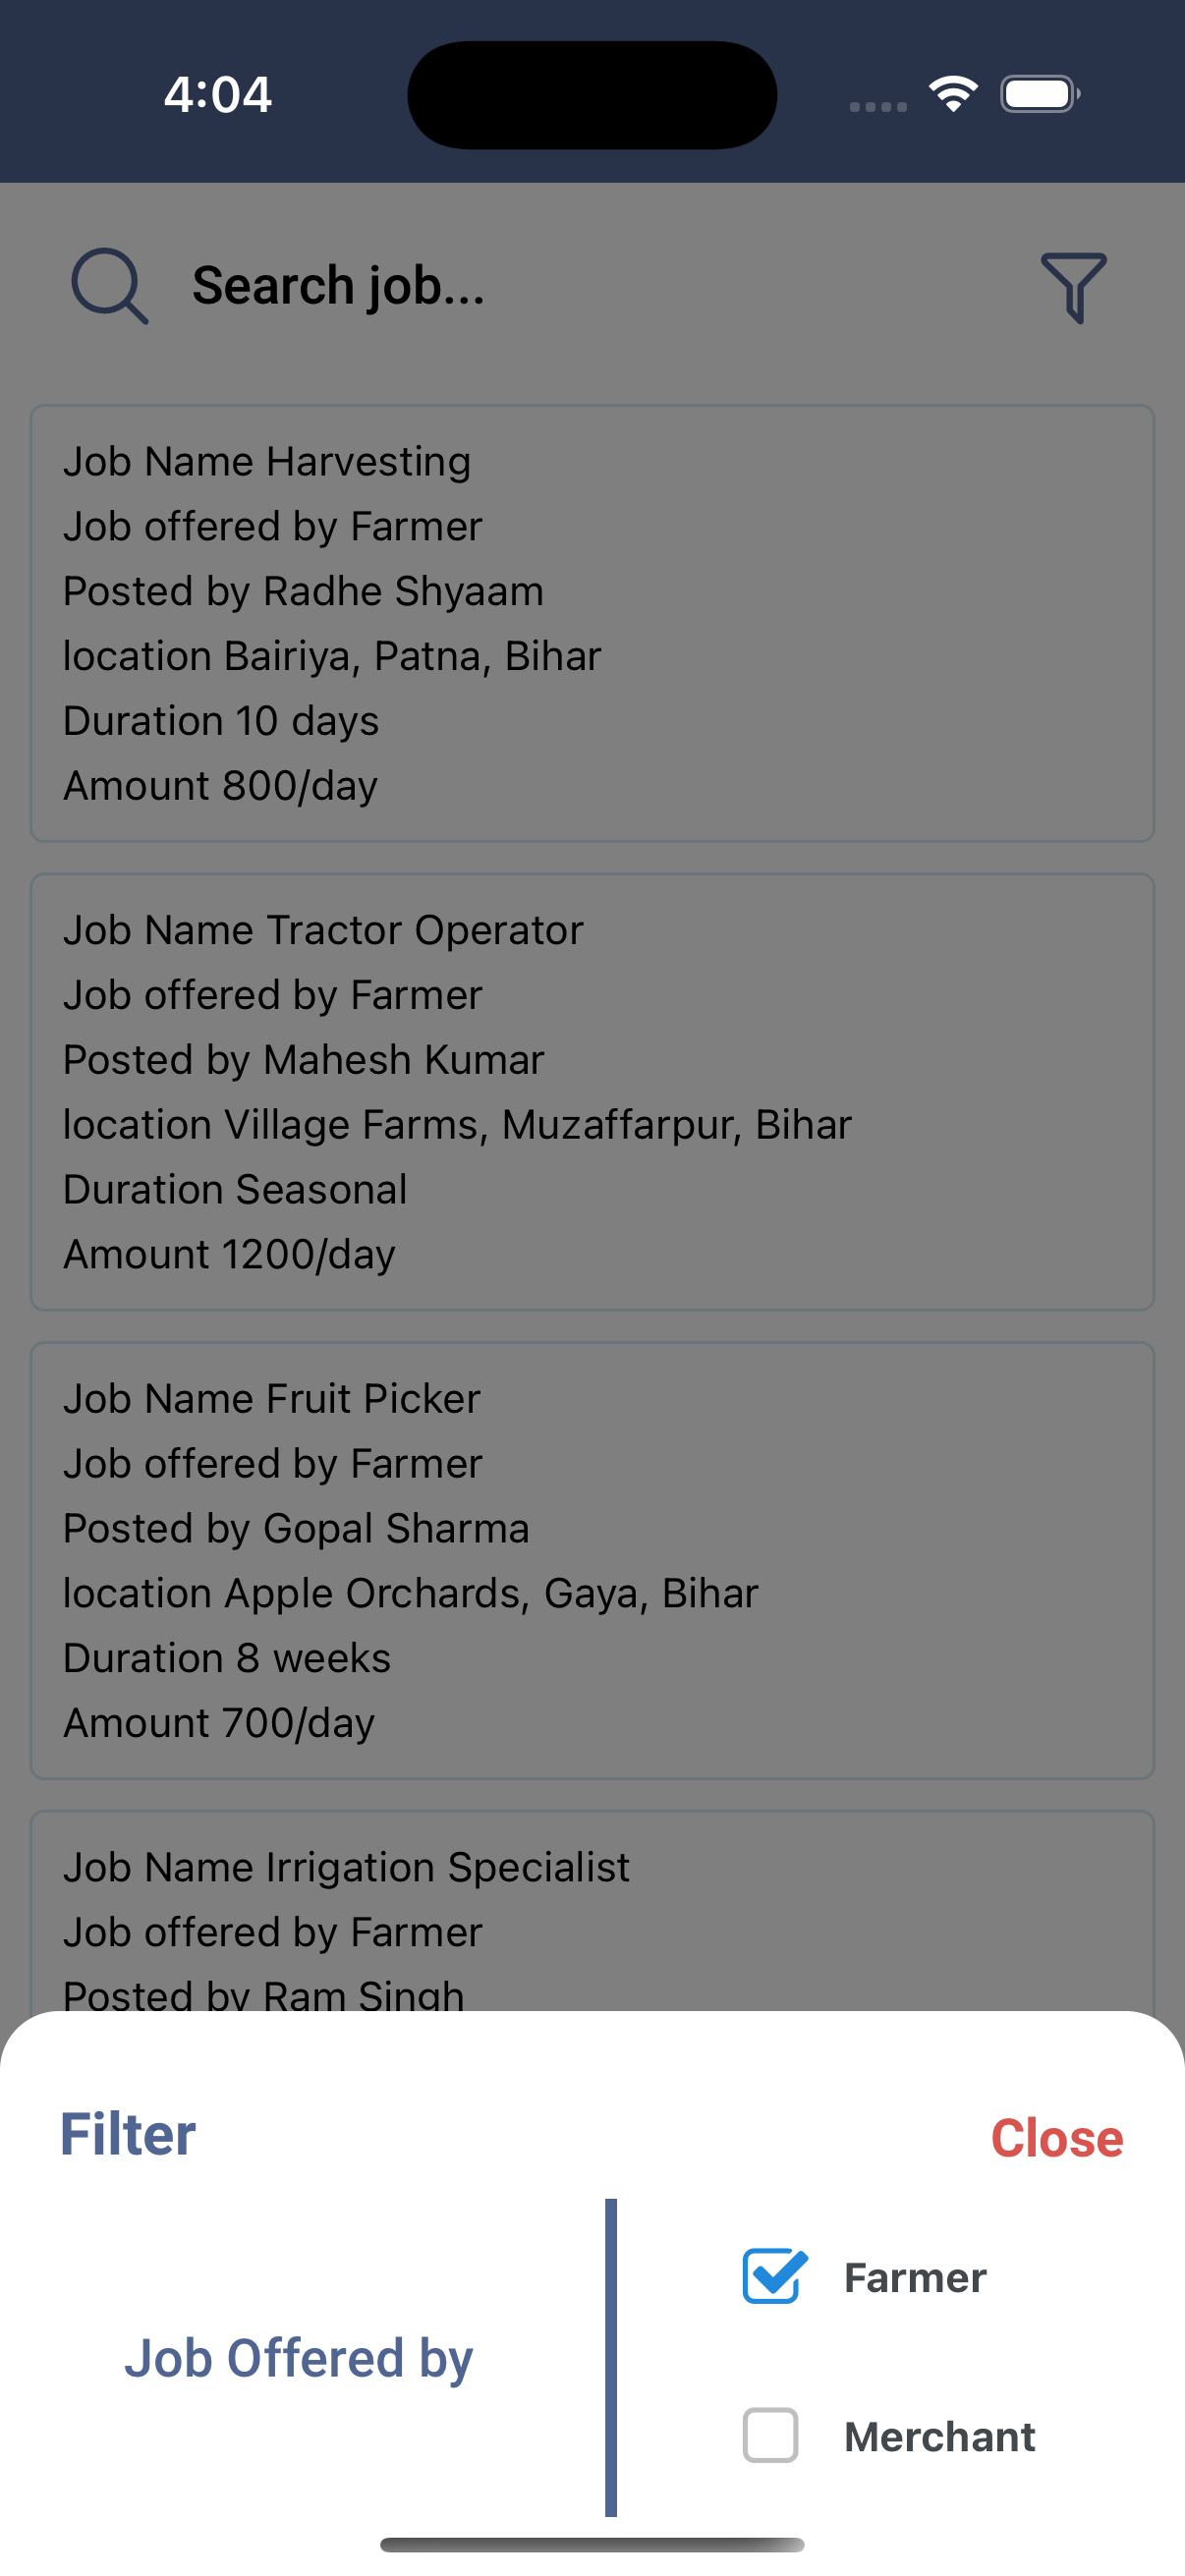 4:04
Search job...
Job Name Harvesting
Job offered by Farmer
Posted by Radhe Shyaam
location Bairiya, Patna, Bihar
Duration 10 days
Amount 800/day
Job Name Tractor Operator
Job offered by Farmer
Posted by Mahesh Kumar
location Village Farms, Muzaffarpur, Bihar
Duration Seasonal
Amount 1200/day
Job Name Fruit Picker
Job offered by Farmer
Posted by Gopal Sharma
location Apple Orchards, Gaya, Bihar
Duration 8 weeks
Amount 700/day
Job Name Irrigation Specialist
Job offered by Farmer
Posted by Ram Singh
Filter
Close
Farmer
Job Offered by
Merchant